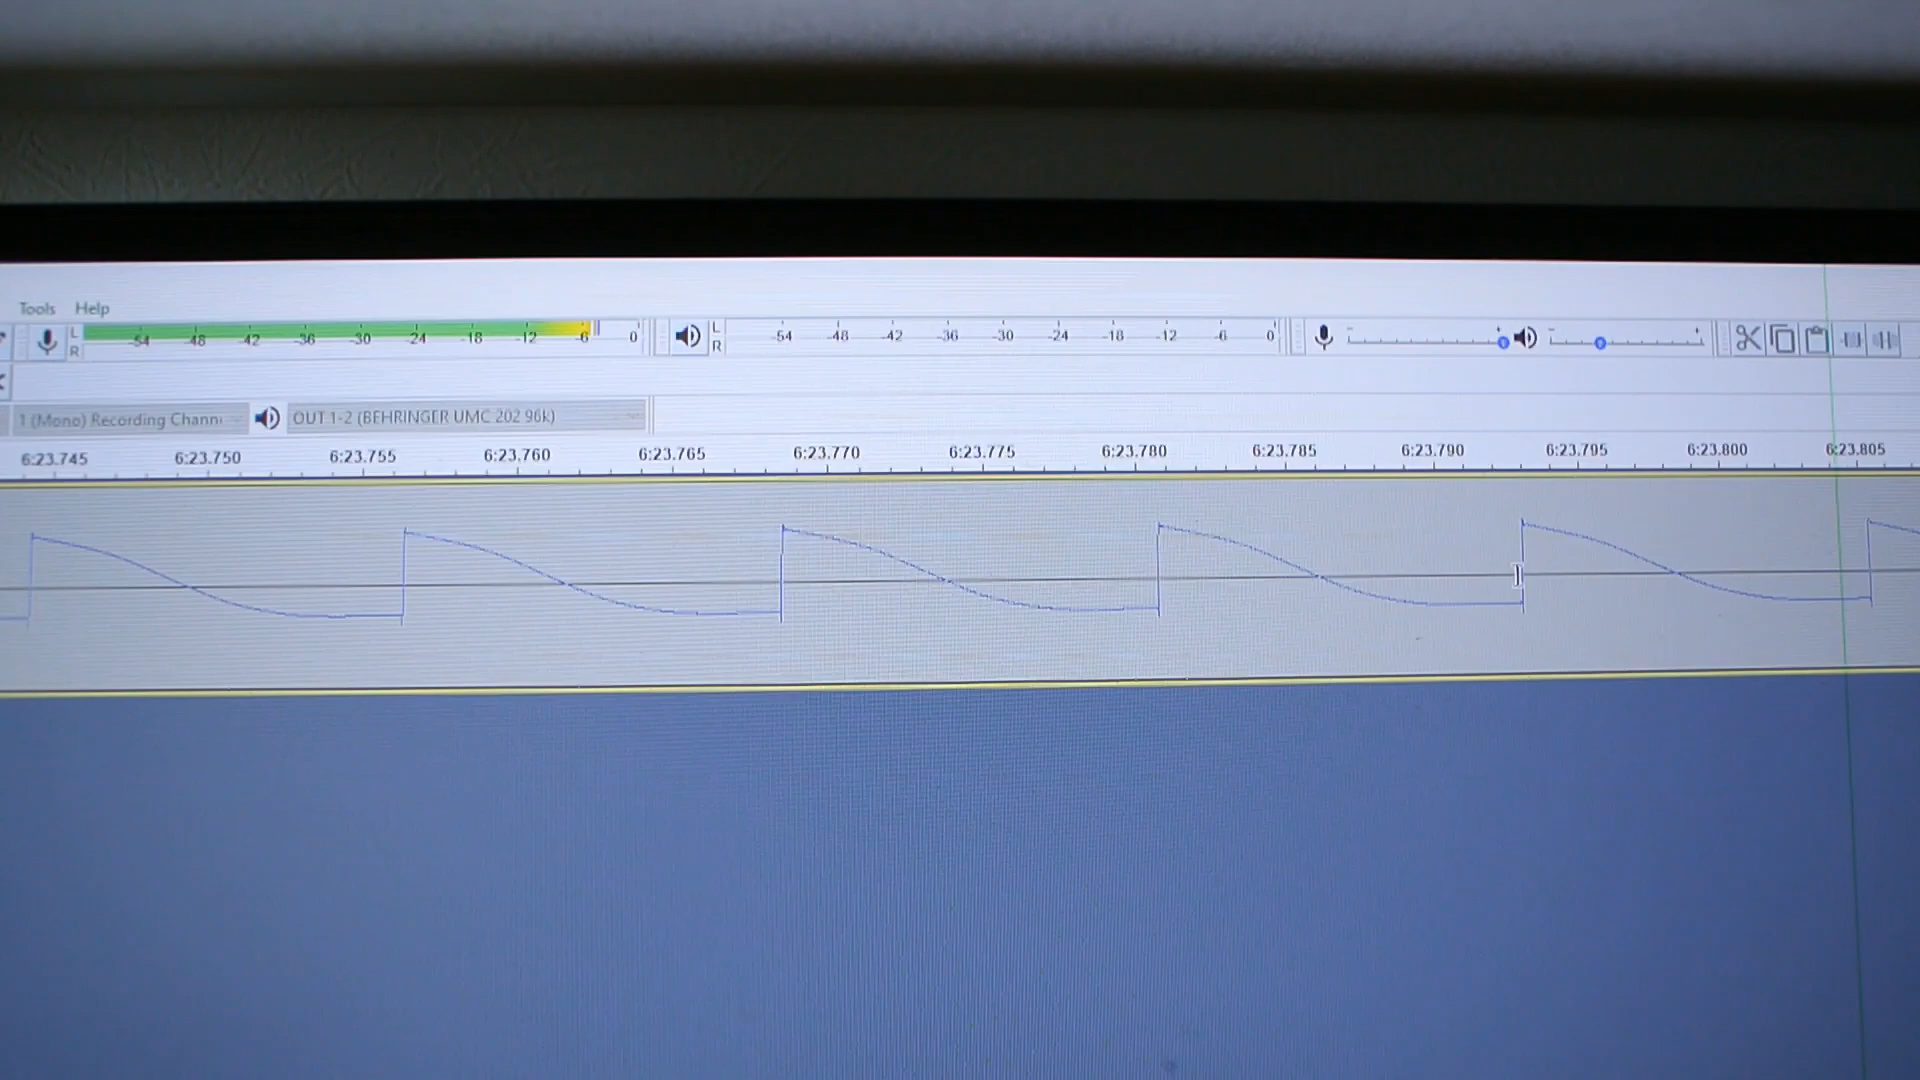 Tools Help
L -54 -48 -42 -36 -30 -24 -18 -12 -6 0 L -54 -48 -42 -36 -30 -24 -18 -12 -6 0
R R
1 (Mono) Recording OUT 1-2 (BEHRINGER UMC 202 96k)
6:23.745 6:23.750 6:23.755 6:23.760 6:23.765 6:23.770 6:23.775 6:23.780 6:23.785 6:23.790 6:23.795 6:23.800 6:23.805